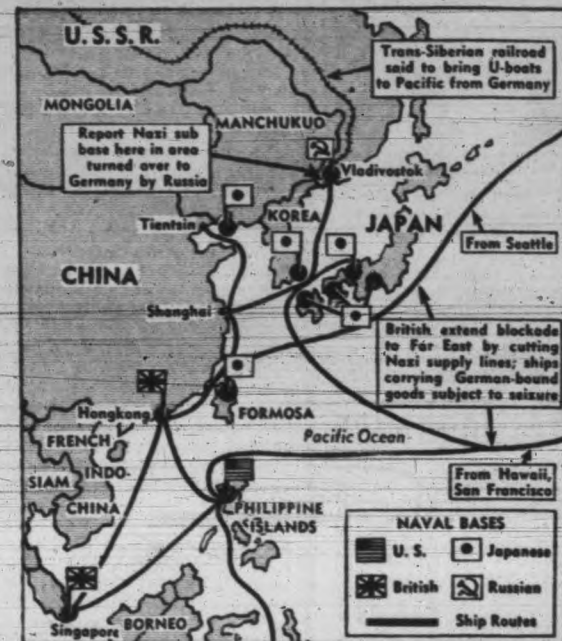 U.S.S.R.
Trans-Siberian railroad
said to bring U-boats
to Pacific from Germany
MONGOLIA
MANCHUKUO
Report Nazi sub
base here in area
turned over to
Germany by Russia
Vladivostok
Tientsin
KOREA
JAPAN
From Seattle
CHINA
Shanghai
British extend blockade
to Far East by cutting
Nazi supply lines; ships
carrying German-bound
goods subject to seizure
Hongkong
FORMOSA
FRENCH
INDO-
CHINA
SIAM
Pacific Ocean
From Hawaii,
San Francisco
PHILIPPINE
ISLANDS
NAVAL BASES
U. S.
Japanese
British
Russian
Ship Routes
Singapore
BORNEO